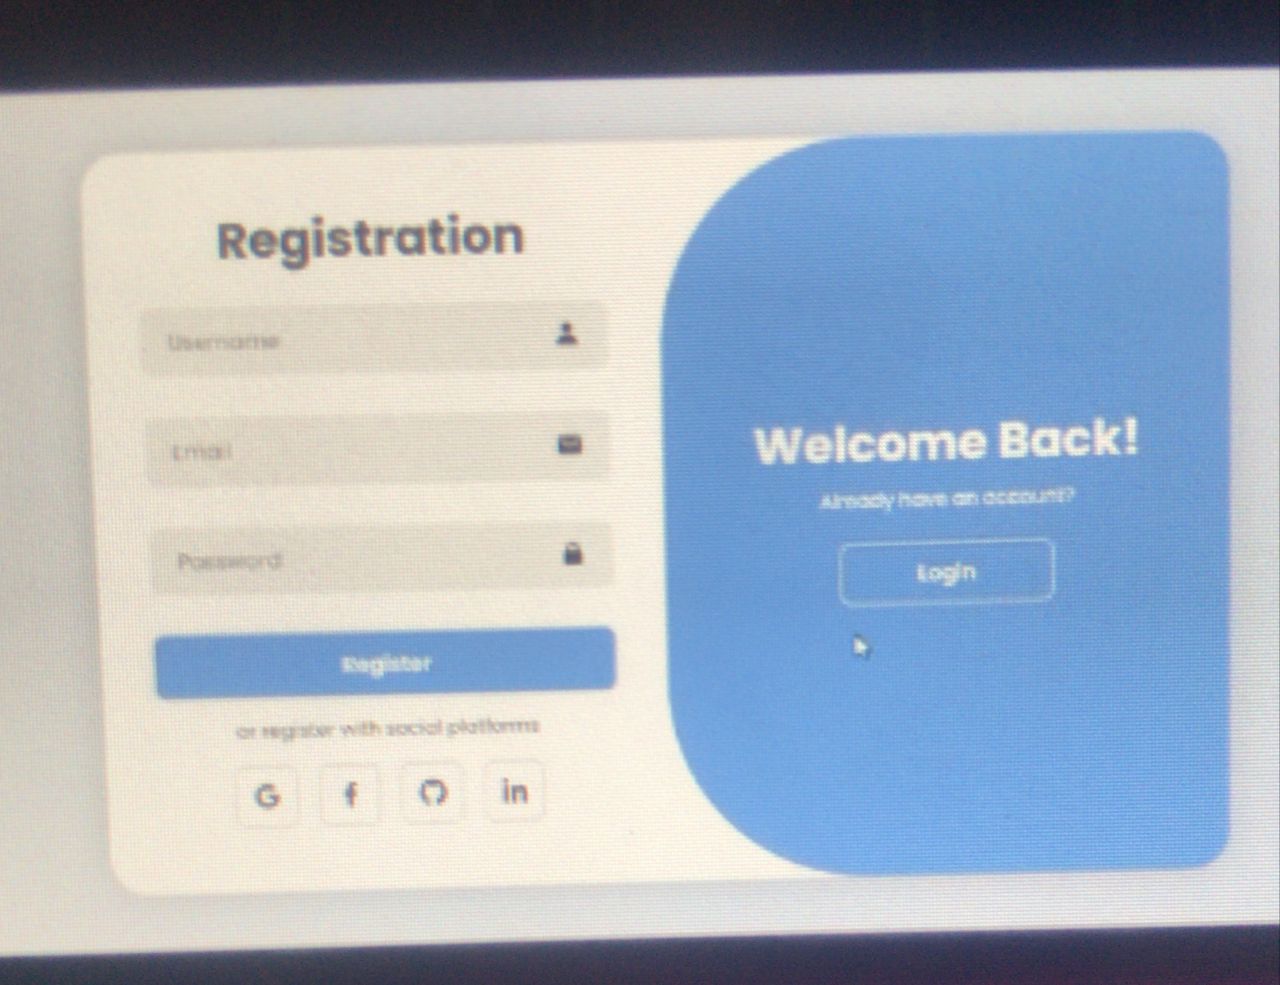 Registration
Username
Email
Password
Register
or register with social platforms
G f in
Welcome Back!
Already have an account?
Login